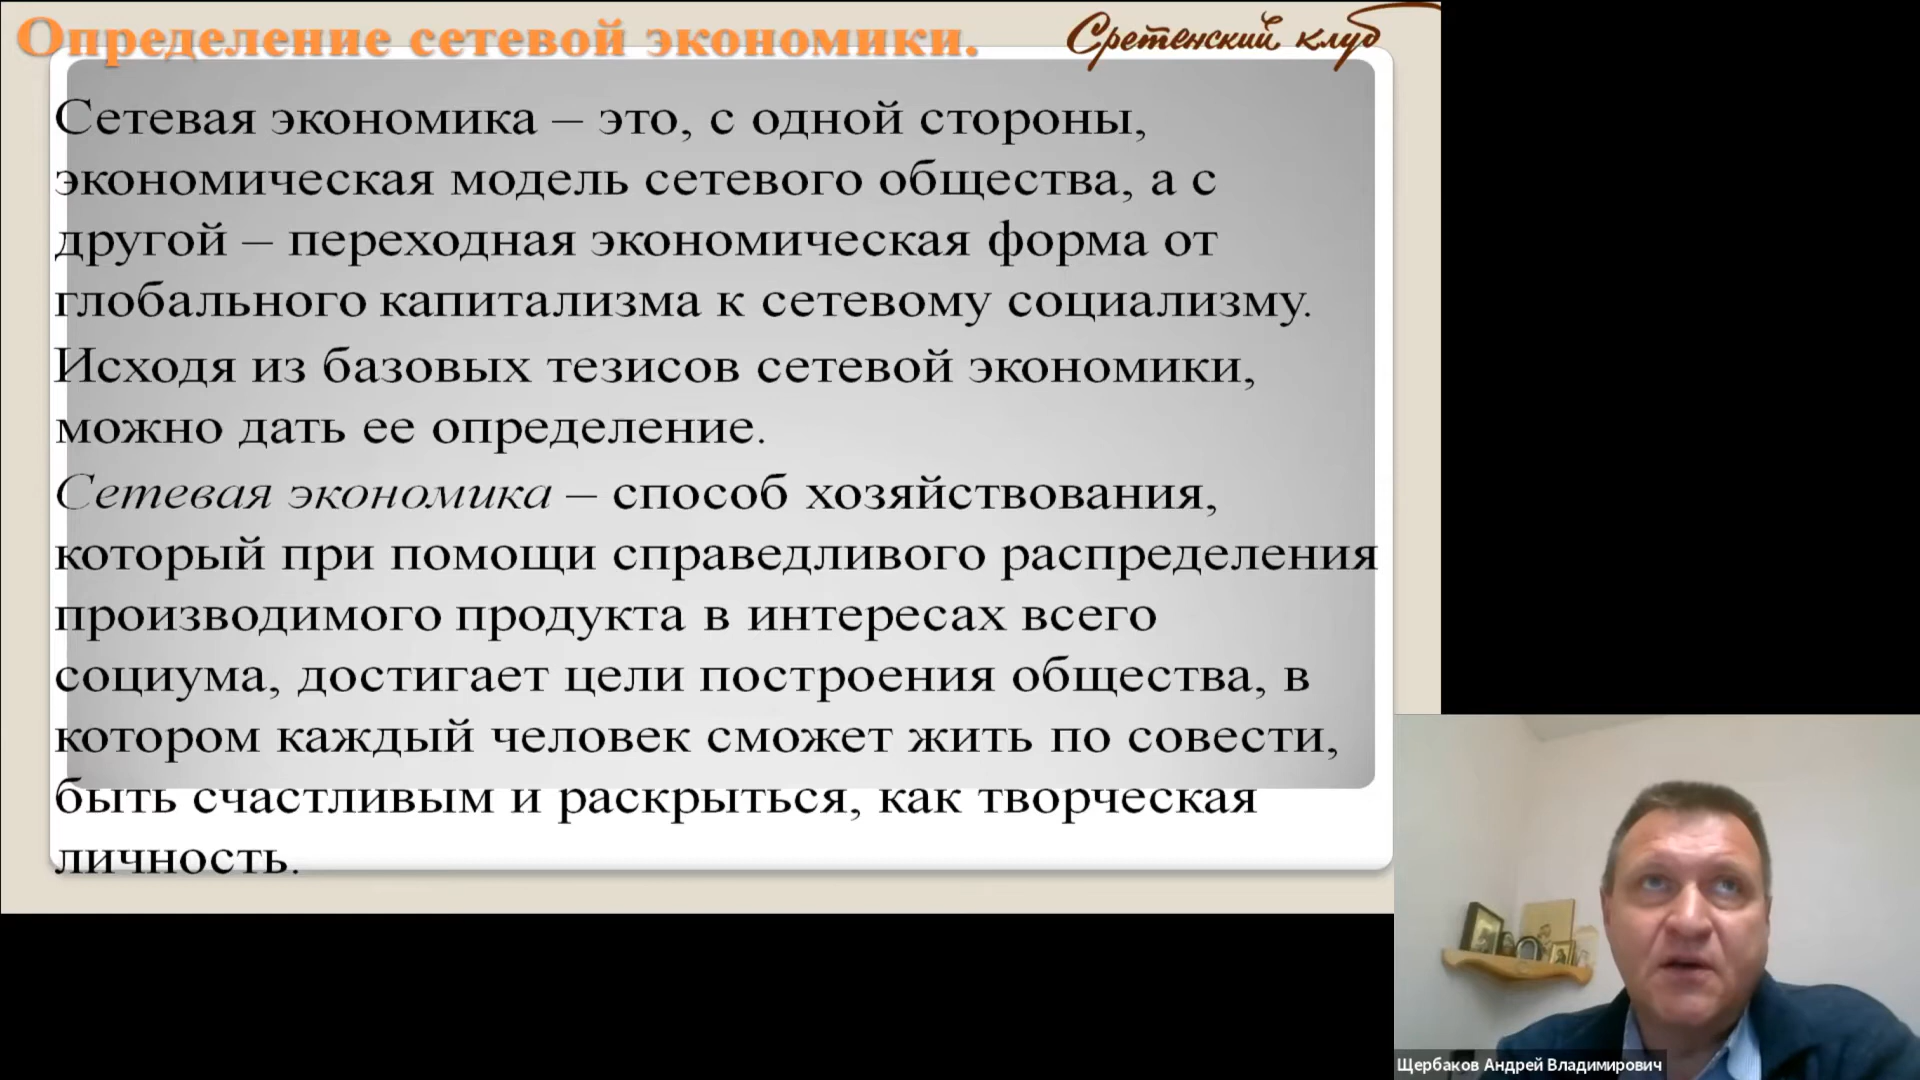 Определение сетевой экономики.
Сретенский клуб
Сетевая экономика – это, с одной стороны,
экономическая модель сетевого общества, а с
другой – переходная экономическая форма от
глобального капитализма к сетевому социализму.
Исходя из базовых тезисов сетевой экономики,
можно дать ее определение.
Сетевая экономика – способ хозяйствования,
который при помощи справедливого распределения
производимого продукта в интересах всего
социума, достигает цели построения общества, в
котором каждый человек сможет жить по совести,
быть счастливым и раскрыться, как творческая
личность.
Щербаков Андрей Владимирович